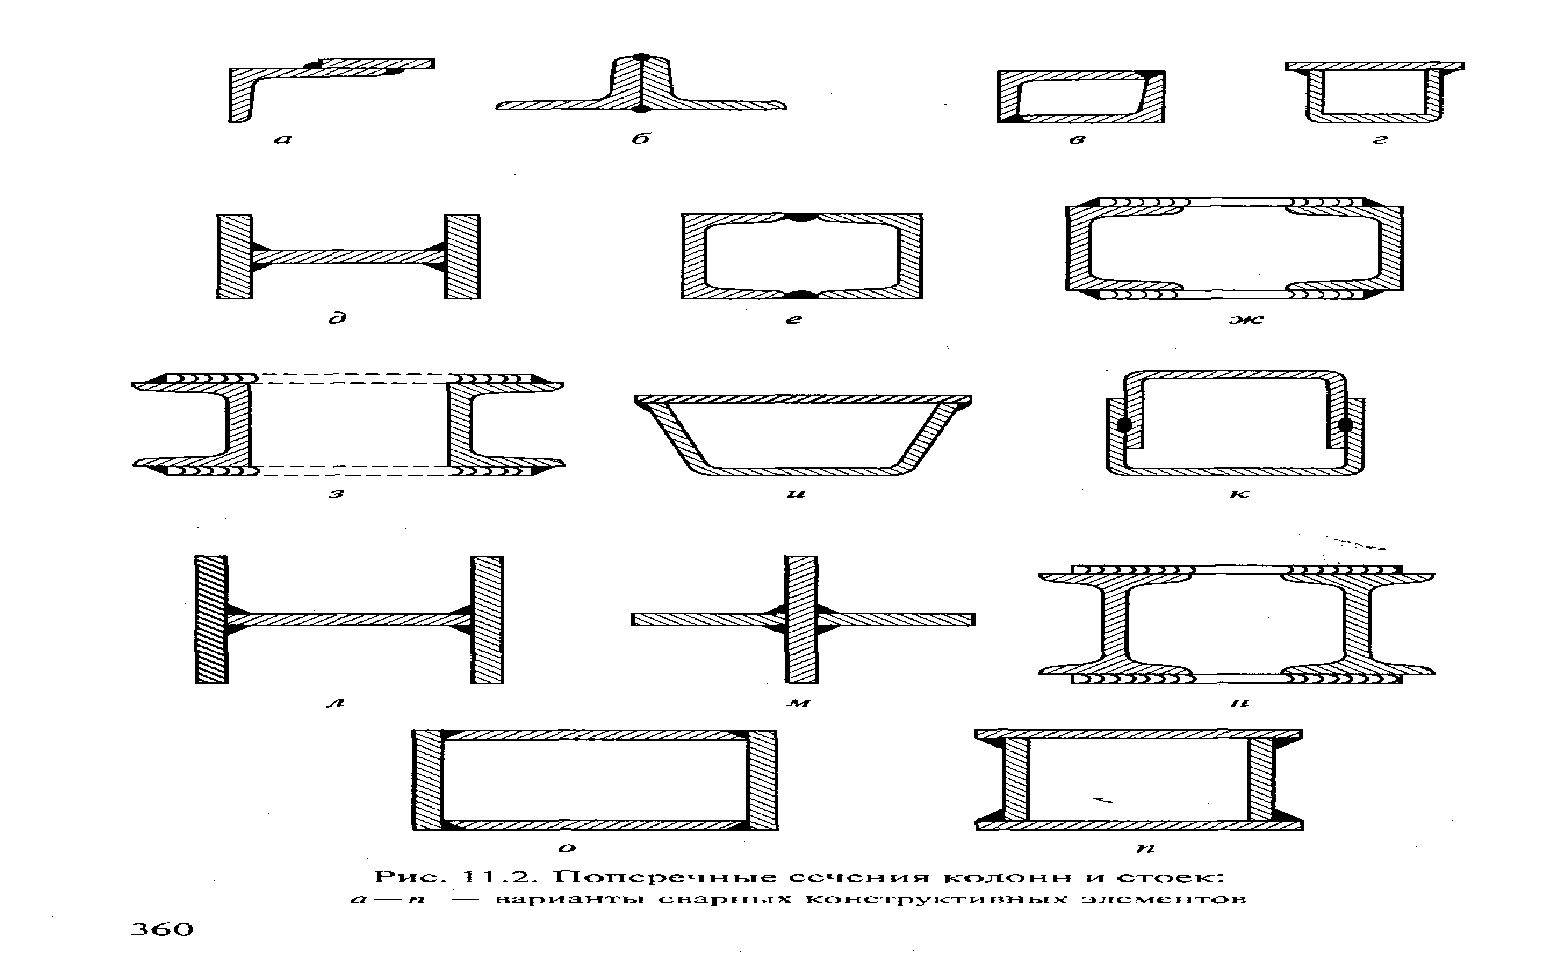 а б в г
д е ж
з и к
л м н
о п
Рис. 11.2. Поперечные сечения колонн и стоек:
а — п — варианты сварных конструктивных элементов
360